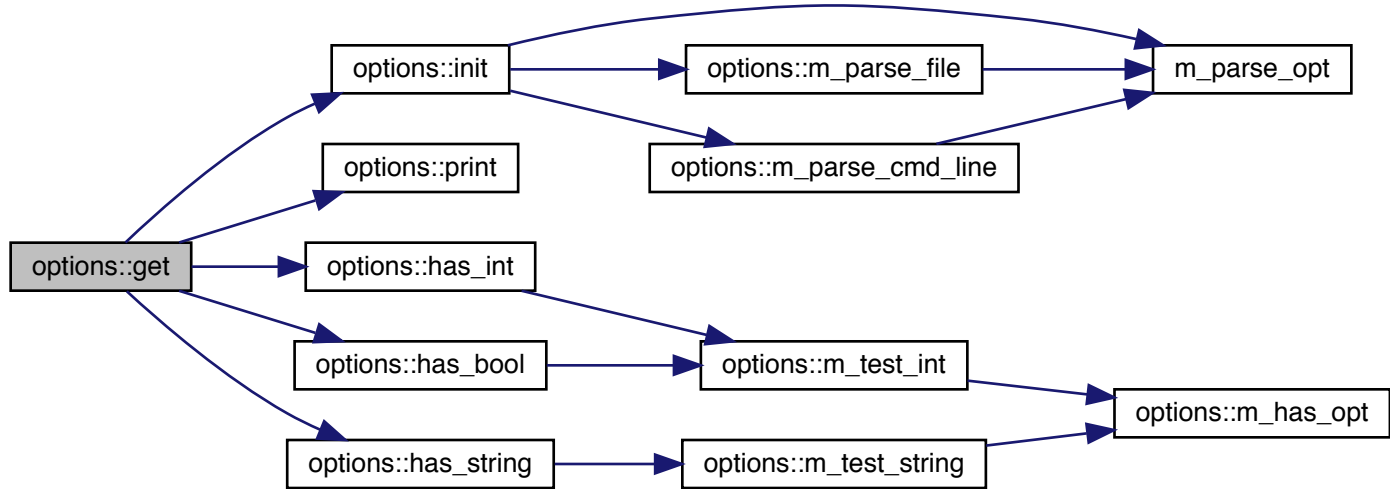 options::init
options::m_parse_file
m_parse_opt
options::print
options::m_parse_cmd_line
options::get
options::has_int
options::has_bool
options::m_test_int
options::m_has_opt
options::has_string
options::m_test_string